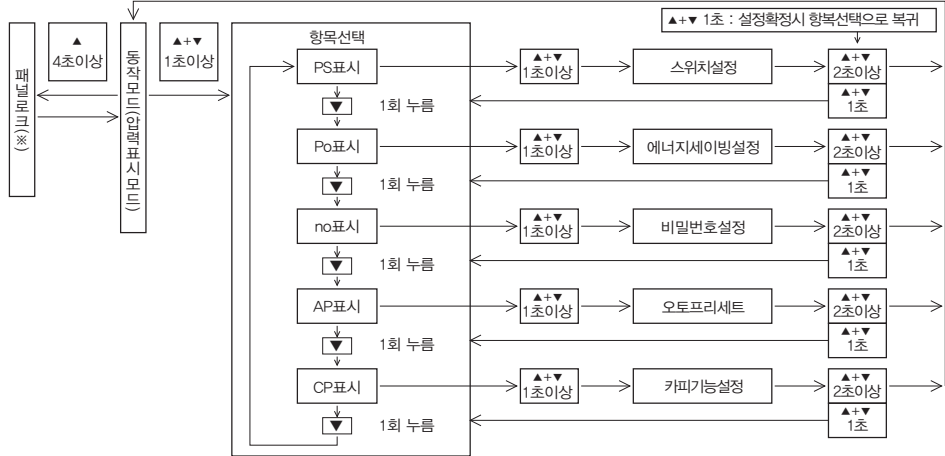 ▲+▼ 1초 : 설정확정시 항목선택으로 복귀
패널로크(※)
▲
4초이상
동작모드(압력표시모드)
▲+▼
1초이상
항목선택
PS표시
▲+▼
1초이상
스위치설정
▲+▼
2초이상
▲+▼
1초
▼
1회 누름
Po표시
▲+▼
1초이상
에너지세이빙설정
▲+▼
2초이상
▲+▼
1초
▼
1회 누름
no표시
▲+▼
1초이상
비밀번호설정
▲+▼
2초이상
▲+▼
1초
▼
1회 누름
AP표시
▲+▼
1초이상
오토프리세트
▲+▼
2초이상
▲+▼
1초
▼
1회 누름
CP표시
▲+▼
1초이상
카피기능설정
▲+▼
2초이상
▲+▼
1초
▼
1회 누름